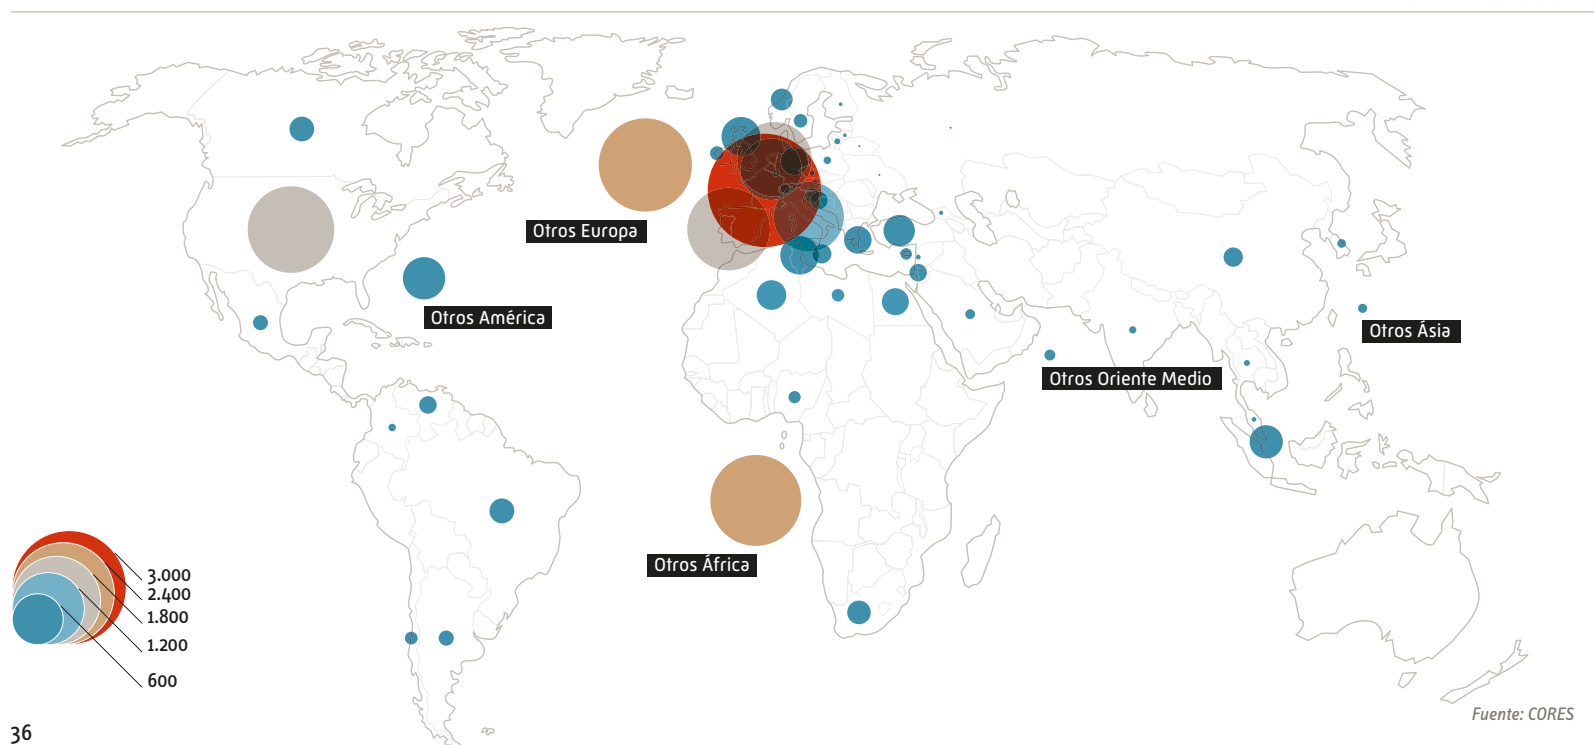 Otros Europa
Otros América
Otros Ásia
Otros Oriente Medio
Otros África
3.000
2.400
1.800
1.200
600
Fuente: CORES
36